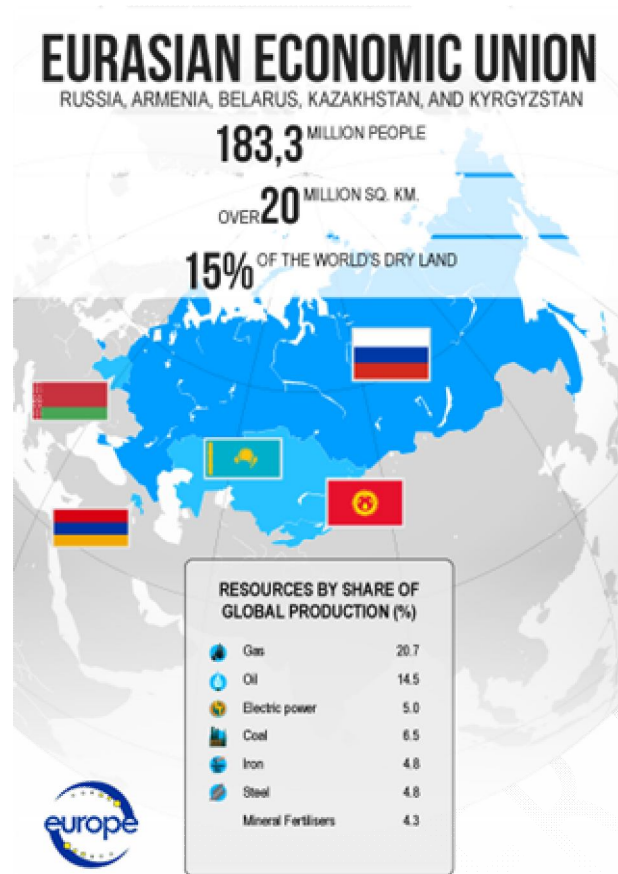 EURASIAN ECONOMIC UNION
RUSSIA, ARMENIA, BELARUS, KAZAKHSTAN, AND KYRGYZSTAN
183,3 MILLION PEOPLE
OVER 20 MILLION SQ. KM.
15% OF THE WORLD'S DRY LAND
RESOURCES BY SHARE OF
GLOBAL PRODUCTION (%)
Gas 20.7
Oil 14.5
Electric power 5.0
Coal 6.5
Iron 4.8
Steel 4.8
Mineral Fertilisers 4.3
europe